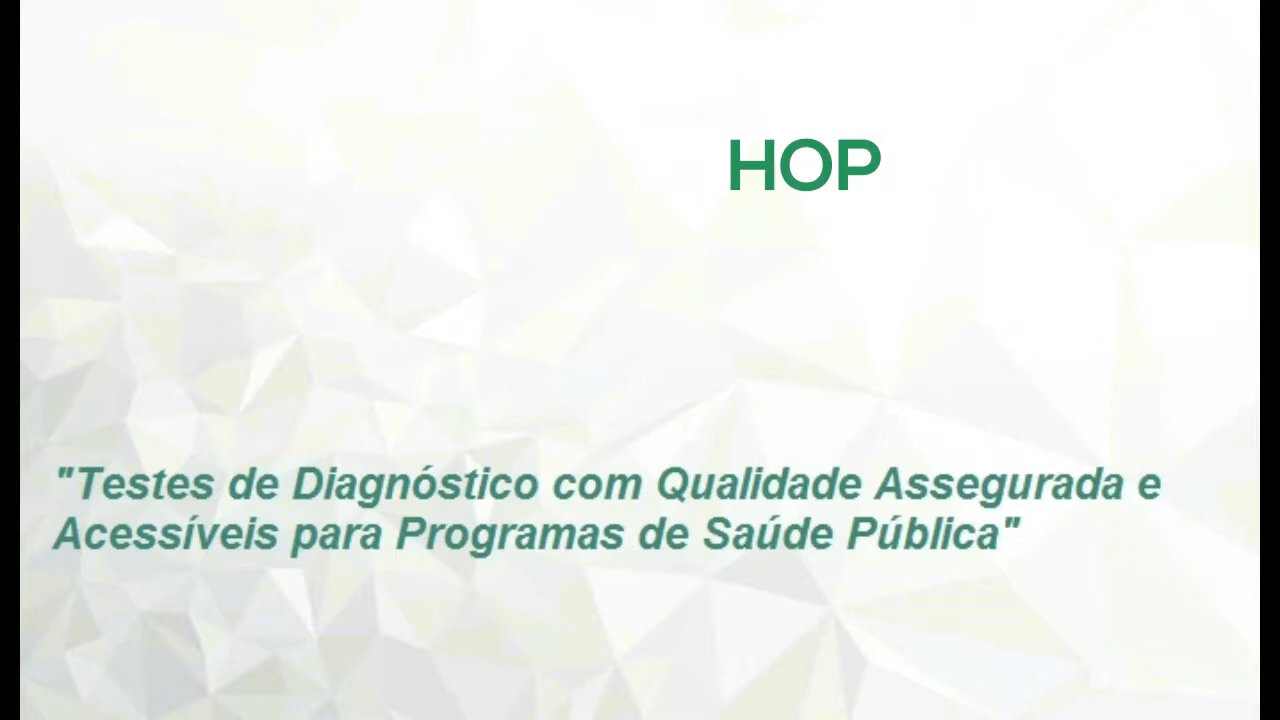 HOP
"Testes de Diagnóstico com Qualidade Assegurada e
Acessíveis para Programas de Saúde Pública"